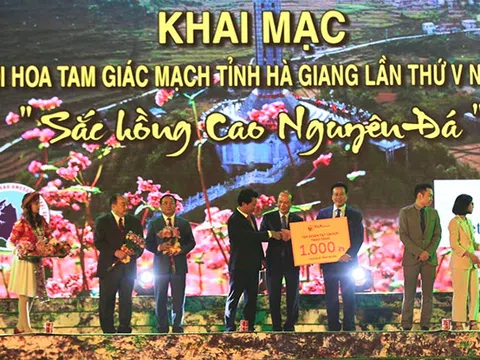 KHAI MẠC
I HOA TAM GIÁC MẠCH TỈNH HÀ GIANG LẦN THỨ V N
"Sắc hồng Cao Nguyên Đá"
1.000